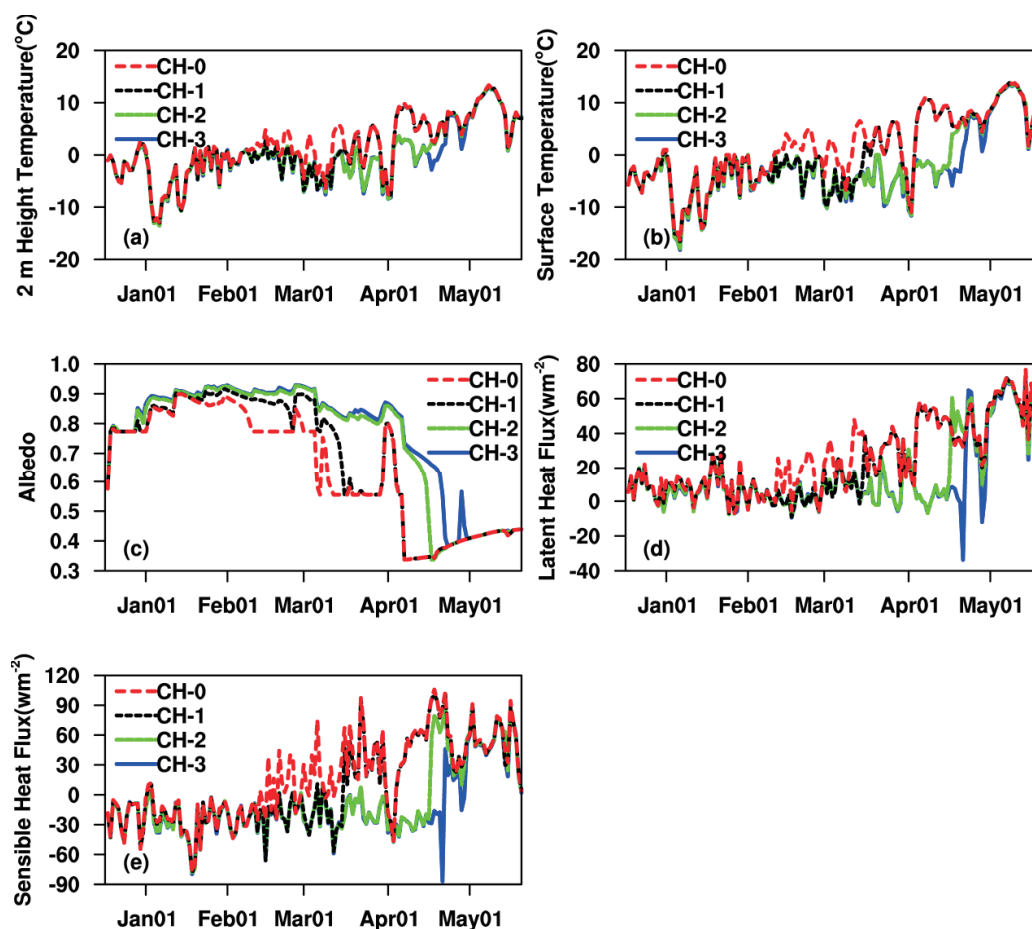 2 m Height Temperature(°C)
20
10
0
-10
-20
CH-0
CH-1
CH-2
CH-3
(a)
Jan01 Feb01 Mar01 Apr01 May01
Surface Temperature(°C)
20
10
0
-10
-20
CH-0
CH-1
CH-2
CH-3
(b)
Jan01 Feb01 Mar01 Apr01 May01
Albedo
1.0
0.9
0.8
0.7
0.6
0.5
0.4
0.3
CH-0
CH-1
CH-2
CH-3
(c)
Jan01 Feb01 Mar01 Apr01 May01
Latent Heat Flux(wm⁻²)
80
60
40
20
0
-20
-40
CH-0
CH-1
CH-2
CH-3
(d)
Jan01 Feb01 Mar01 Apr01 May01
Sensible Heat Flux(wm⁻²)
120
90
60
30
0
-30
-60
-90
CH-0
CH-1
CH-2
CH-3
(e)
Jan01 Feb01 Mar01 Apr01 May01